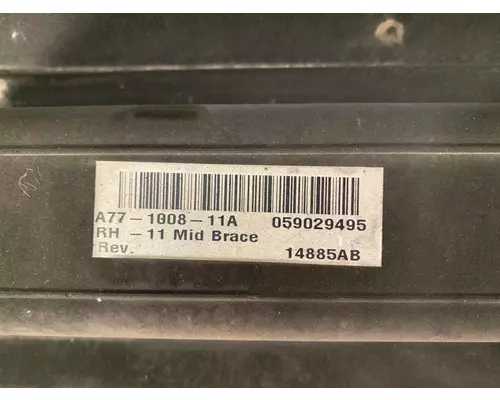 A77-1008-11A 059029495
RH -11 Mid Brace
Rev. 14885AB